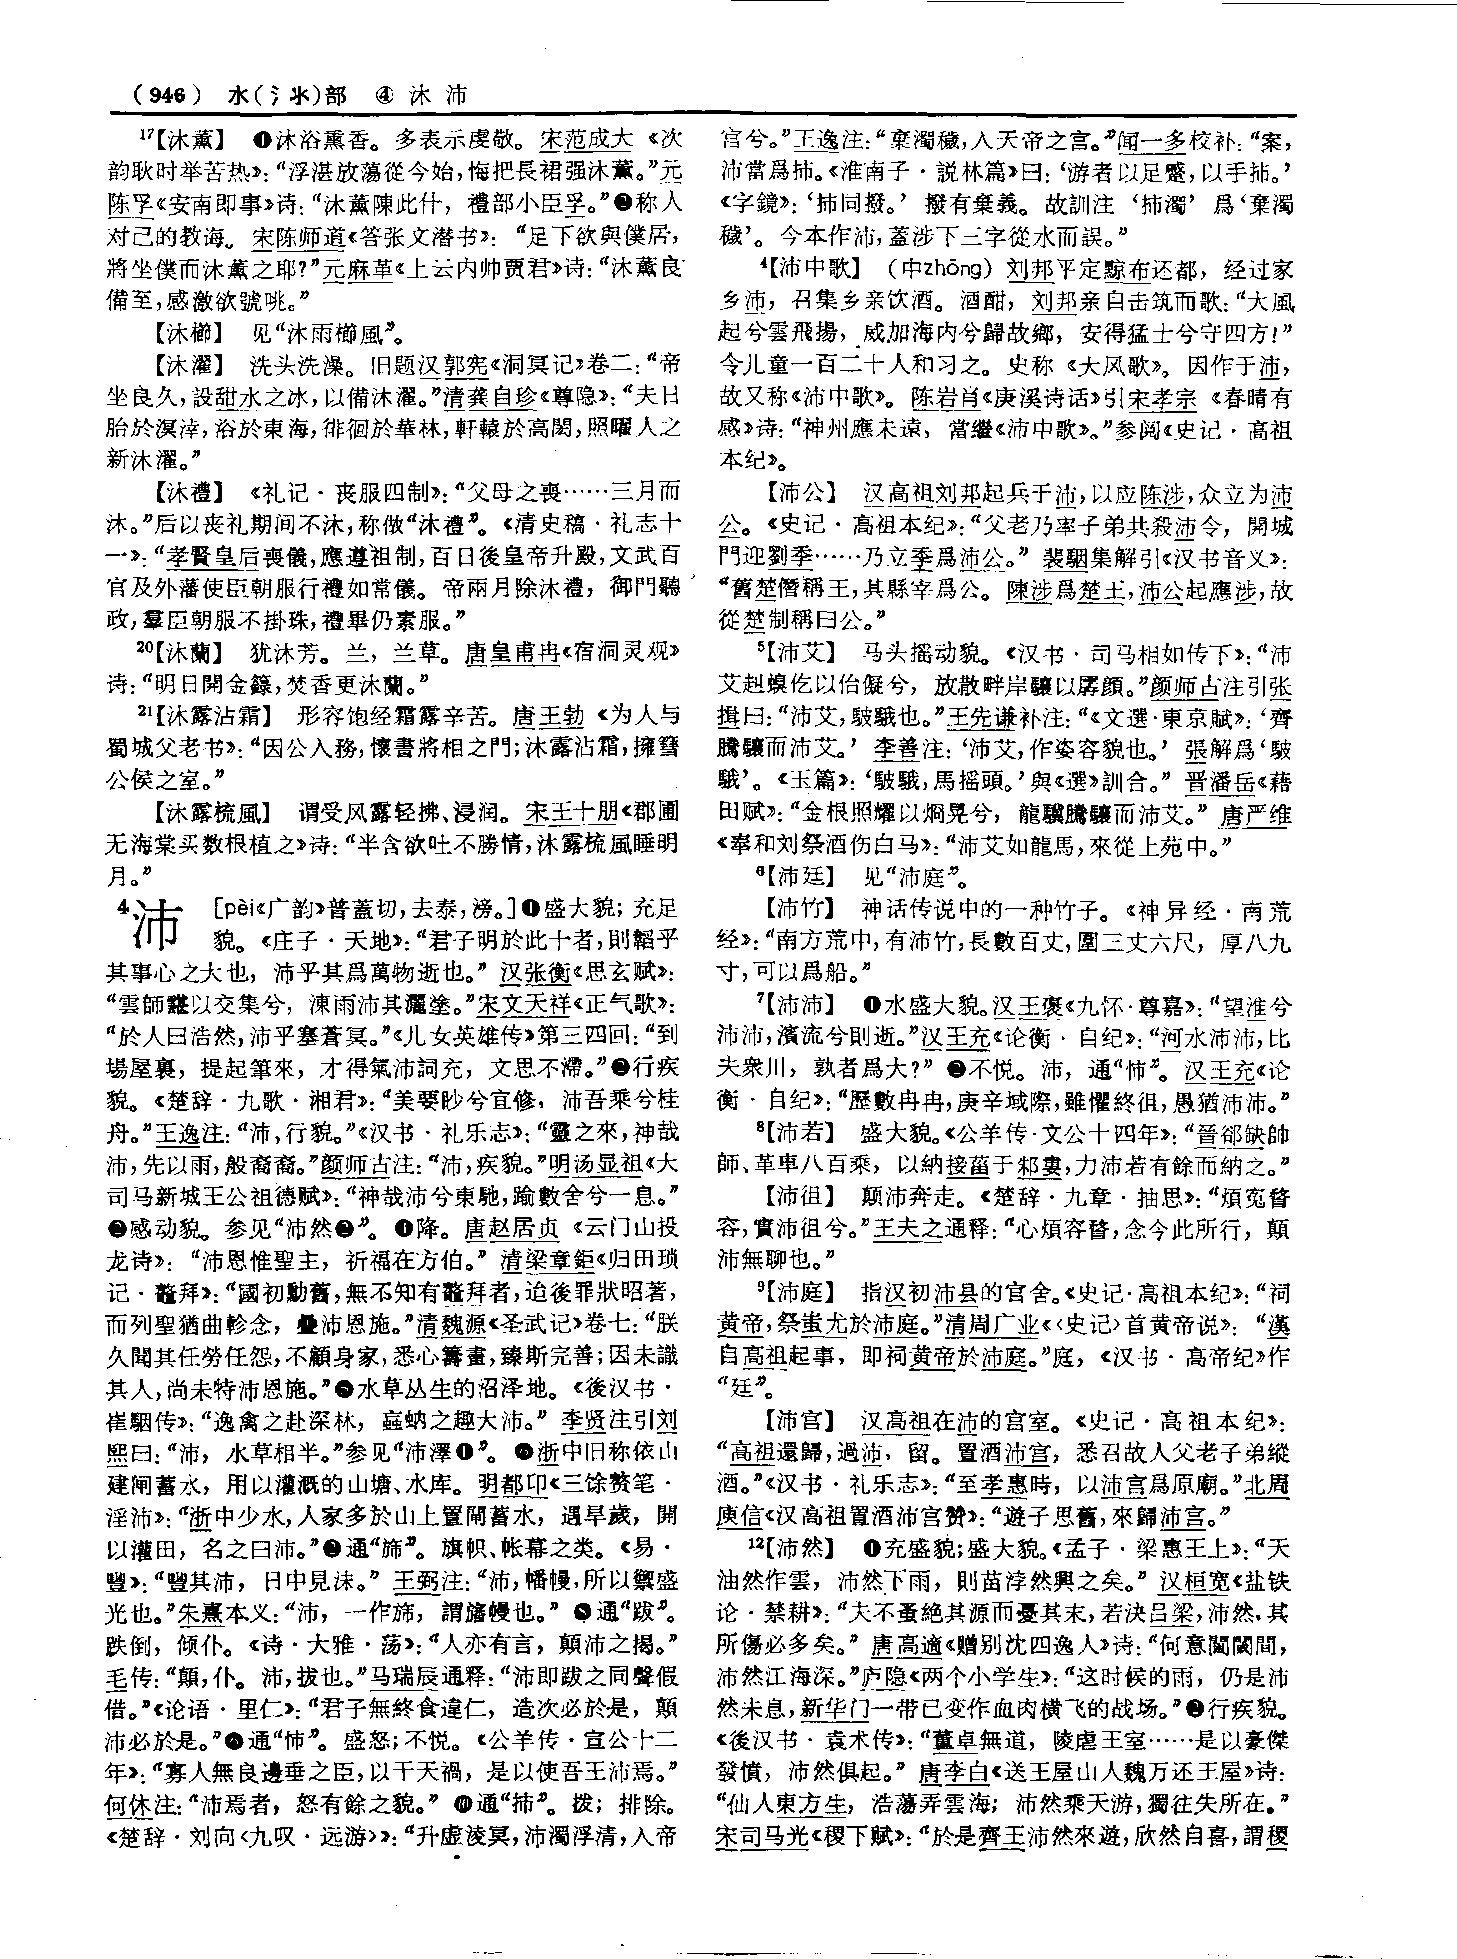 （946） 水(氵氺)部 ④ 沐 沛
17【沐薰】 ❶沐浴熏香。多表示虔敬。宋范成大《次
韵耿时举苦热》：“浮湛放蕩從今始，悔把長裙强沐薰。”元
陈孚《安南即事》诗：“沐薰陳此什，禮部小臣孚。”❷称人
对己的教诲。宋陈师道《答张文潜书》：“足下欲與僕居，
將坐僕而沐薰之耶？”元麻革《上云内帅贾君》诗：“沐薰良
備至，感激欲號咷。”
【沐櫛】 见“沐雨櫛風”。
【沐濯】 洗头洗澡。旧题汉郭宪《洞冥记》卷二：“帝
坐良久，設甜水之冰，以備沐濯。”清龚自珍《尊隐》：“夫日
胎於溟涬，浴於東海，徘徊於華林，軒轅於高閎，照曜人之
新沐濯。”
【沐禮】 《礼记·丧服四制》：“父母之喪……三月而
沐。”后以丧礼期间不沐，称做“沐禮”。《清史稿·礼志十
一》：“孝賢皇后喪儀，應遵祖制，百日後皇帝升殿，文武百
官及外藩使臣朝服行禮如常儀。帝兩月除沐禮，御門聽
政，羣臣朝服不掛珠，禮畢仍素服。”
20【沐蘭】 犹沐芳。兰，兰草。唐皇甫冉《宿洞灵观》
诗：“明日開金籙，焚香更沐蘭。”
21【沐露沾霜】 形容饱经霜露辛苦。唐王勃《为人与
蜀城父老书》：“因公入務，懷書將相之門；沐露沾霜，擁篲
公侯之室。”
【沐露梳風】 谓受风露轻拂、浸润。宋王十朋《郡圃
无海棠买数根植之》诗：“半含欲吐不勝情，沐露梳風睡明
月。”
4沛 ［pèi《广韵》普蓋切，去泰，滂。］❶盛大貌；充足
貌。《庄子·天地》：“君子明於此十者，則韜乎
其事心之大也，沛乎其爲萬物逝也。”汉张衡《思玄赋》：
“雲師䨴以交集兮，涷雨沛其灑塗。”宋文天祥《正气歌》：
“於人曰浩然，沛乎塞蒼冥。”《儿女英雄传》第三四回：“到
場屋裏，提起筆來，才得氣沛詞充，文思不滯。”❷行疾
貌。《楚辞·九歌·湘君》：“美要眇兮宜修，沛吾乘兮桂
舟。”王逸注：“沛，行貌。”《汉书·礼乐志》：“靈之來，神哉
沛，先以雨，般裔裔。”颜师古注：“沛，疾貌。”明汤显祖《大
司马新城王公祖德赋》：“神哉沛兮東馳，踰數舍兮一息。”
❸感动貌。参见“沛然❸”。❹降。唐赵居贞《云门山投
龙诗》：“沛恩惟聖主，祈福在方伯。”清梁章鉅《归田琐
记·鼇拜》：“國初勳舊，無不知有鼇拜者，迨後罪狀昭著，
而列聖猶曲軫念，疊沛恩施。”清魏源《圣武记》卷七：“朕
久聞其任勞任怨，不顧身家，悉心籌畫，臻斯完善；因未識
其人，尚未特沛恩施。”❺水草丛生的沼泽地。《後汉书·
崔駰传》：“逸禽之赴深林，蝱蚋之趣大沛。”李贤注引刘
熙曰：“沛，水草相半。”参见“沛澤❶”。❻浙中旧称依山
建闸蓄水，用以灌溉的山塘、水库。明都卬《三馀赘笔·
淫沛》：“浙中少水，人家多於山上置閘蓄水，遇旱歲，開
以灌田，名之曰沛。”❼通“斾”。旗帜、帐幕之类。《易·
豐》：“豐其沛，日中見沫。”王弼注：“沛，幡幔，所以禦盛
光也。”朱熹本义：“沛，一作斾，謂旛幔也。”❽通“跋”。
跌倒，倾仆。《诗·大雅·荡》：“人亦有言，顛沛之揭。”
毛传：“顛，仆。沛，拔也。”马瑞辰通释：“沛即跋之同聲假
借。”《论语·里仁》：“君子無終食違仁，造次必於是，顛
沛必於是。”❾通“怖”。盛怒；不悦。《公羊传·宣公十二
年》：“寡人無良邊垂之臣，以干天禍，是以使吾王沛焉。”
何休注：“沛焉者，怒有餘之貌。”❿通“㧊”。拨；排除。
《楚辞·刘向〈九叹·远游〉》：“升虚淩冥，沛濁浮清，入帝
宫兮。”王逸注：“棄濁穢，入天帝之宫。”闻一多校补：“案，
沛當爲㧊。《淮南子·説林篇》曰：‘游者以足蹷，以手㧊。’
《字鏡》：‘㧊同撥。’撥有棄義。故訓注‘㧊濁’爲‘棄濁
穢’。今本作沛，蓋涉下三字從水而誤。”
4【沛中歌】（中zhōng）刘邦平定黥布还都，经过家
乡沛，召集乡亲饮酒。酒酣，刘邦亲自击筑而歌：“大風
起兮雲飛揚，威加海内兮歸故鄉，安得猛士兮守四方！”
令儿童一百二十人和习之。史称《大风歌》。因作于沛，
故又称《沛中歌》。陈岩肖《庚溪诗话》引宋孝宗《春晴有
感》诗：“神州應未遠，當繼《沛中歌》。”参阅《史记·高祖
本纪》。
【沛公】 汉高祖刘邦起兵于沛，以应陈涉，众立为沛
公。《史记·高祖本纪》：“父老乃率子弟共殺沛令，開城
門迎劉季……乃立季爲沛公。”裴駰集解引《汉书音义》：
“舊楚僭稱王，其縣宰爲公。陳涉爲楚王，沛公起應涉，故
從楚制稱曰公。”
5【沛艾】 马头摇动貌。《汉书·司马相如传下》：“沛
艾赳螑仡以佁儗兮，放散畔岸驤以孱顔。”颜师古注引张
揖曰：“沛艾，駊騀也。”王先谦补注：“《文選·東京賦》：‘齊
騰驤而沛艾。’李善注：‘沛艾，作姿容貌也。’張解爲‘駊
騀’。《玉篇》：‘駊騀，馬摇頭。’與《選》訓合。”晋潘岳《藉
田赋》：“金根照耀以烱晃兮，龍驥騰驤而沛艾。”唐严维
《奉和刘祭酒伤白马》：“沛艾如龍馬，來從上苑中。”
6【沛廷】 见“沛庭”。
【沛竹】 神话传说中的一种竹子。《神异经·南荒
经》：“南方荒中，有沛竹，長數百丈，圍三丈六尺，厚八九
寸，可以爲船。”
7【沛沛】 ❶水盛大貌。汉王褒《九怀·尊嘉》：“望淮兮
沛沛，濱流兮則逝。”汉王充《论衡·自纪》：“河水沛沛，比
夫衆川，孰者爲大？”❷不悦。沛，通“怖”。汉王充《论
衡·自纪》：“歷數冉冉，庚辛域際，雖懼終徂，愚猶沛沛。”
8【沛若】 盛大貌。《公羊传·文公十四年》：“晉郤缺帥
師、革車八百乘，以納接菑于邾婁，力沛若有餘而納之。”
【沛徂】 颠沛奔走。《楚辞·九章·抽思》：“煩冤瞀
容，實沛徂兮。”王夫之通释：“心煩容瞀，念今此所行，顛
沛無聊也。”
9【沛庭】 指汉初沛县的官舍。《史记·高祖本纪》：“祠
黄帝，祭蚩尤於沛庭。”清周广业《〈史记〉首黄帝说》：“漢
自高祖起事，即祠黄帝於沛庭。”庭，《汉书·高帝纪》作
“廷”。
【沛宫】 汉高祖在沛的宫室。《史记·高祖本纪》：
“高祖還歸，過沛，留。置酒沛宫，悉召故人父老子弟縱
酒。”《汉书·礼乐志》：“至孝惠時，以沛宫爲原廟。”北周
庾信《汉高祖置酒沛宫赞》：“遊子思舊，來歸沛宫。”
12【沛然】 ❶充盛貌；盛大貌。《孟子·梁惠王上》：“天
油然作雲，沛然下雨，則苗浡然興之矣。”汉桓宽《盐铁
论·禁耕》：“夫不蚤絶其源而憂其末，若決吕梁，沛然，其
所傷必多矣。”唐高適《赠别沈四逸人》诗：“何意闤闠間，
沛然江海深。”庐隐《两个小学生》：“这时候的雨，仍是沛
然未息，新华门一带已变作血肉横飞的战场。”❷行疾貌。
《後汉书·袁术传》：“董卓無道，陵虐王室……是以豪傑
發憤，沛然俱起。”唐李白《送王屋山人魏万还王屋》诗：
“仙人東方生，浩蕩弄雲海；沛然乘天游，獨往失所在。”
宋司马光《稷下赋》：“於是齊王沛然來遊，欣然自喜，謂稷